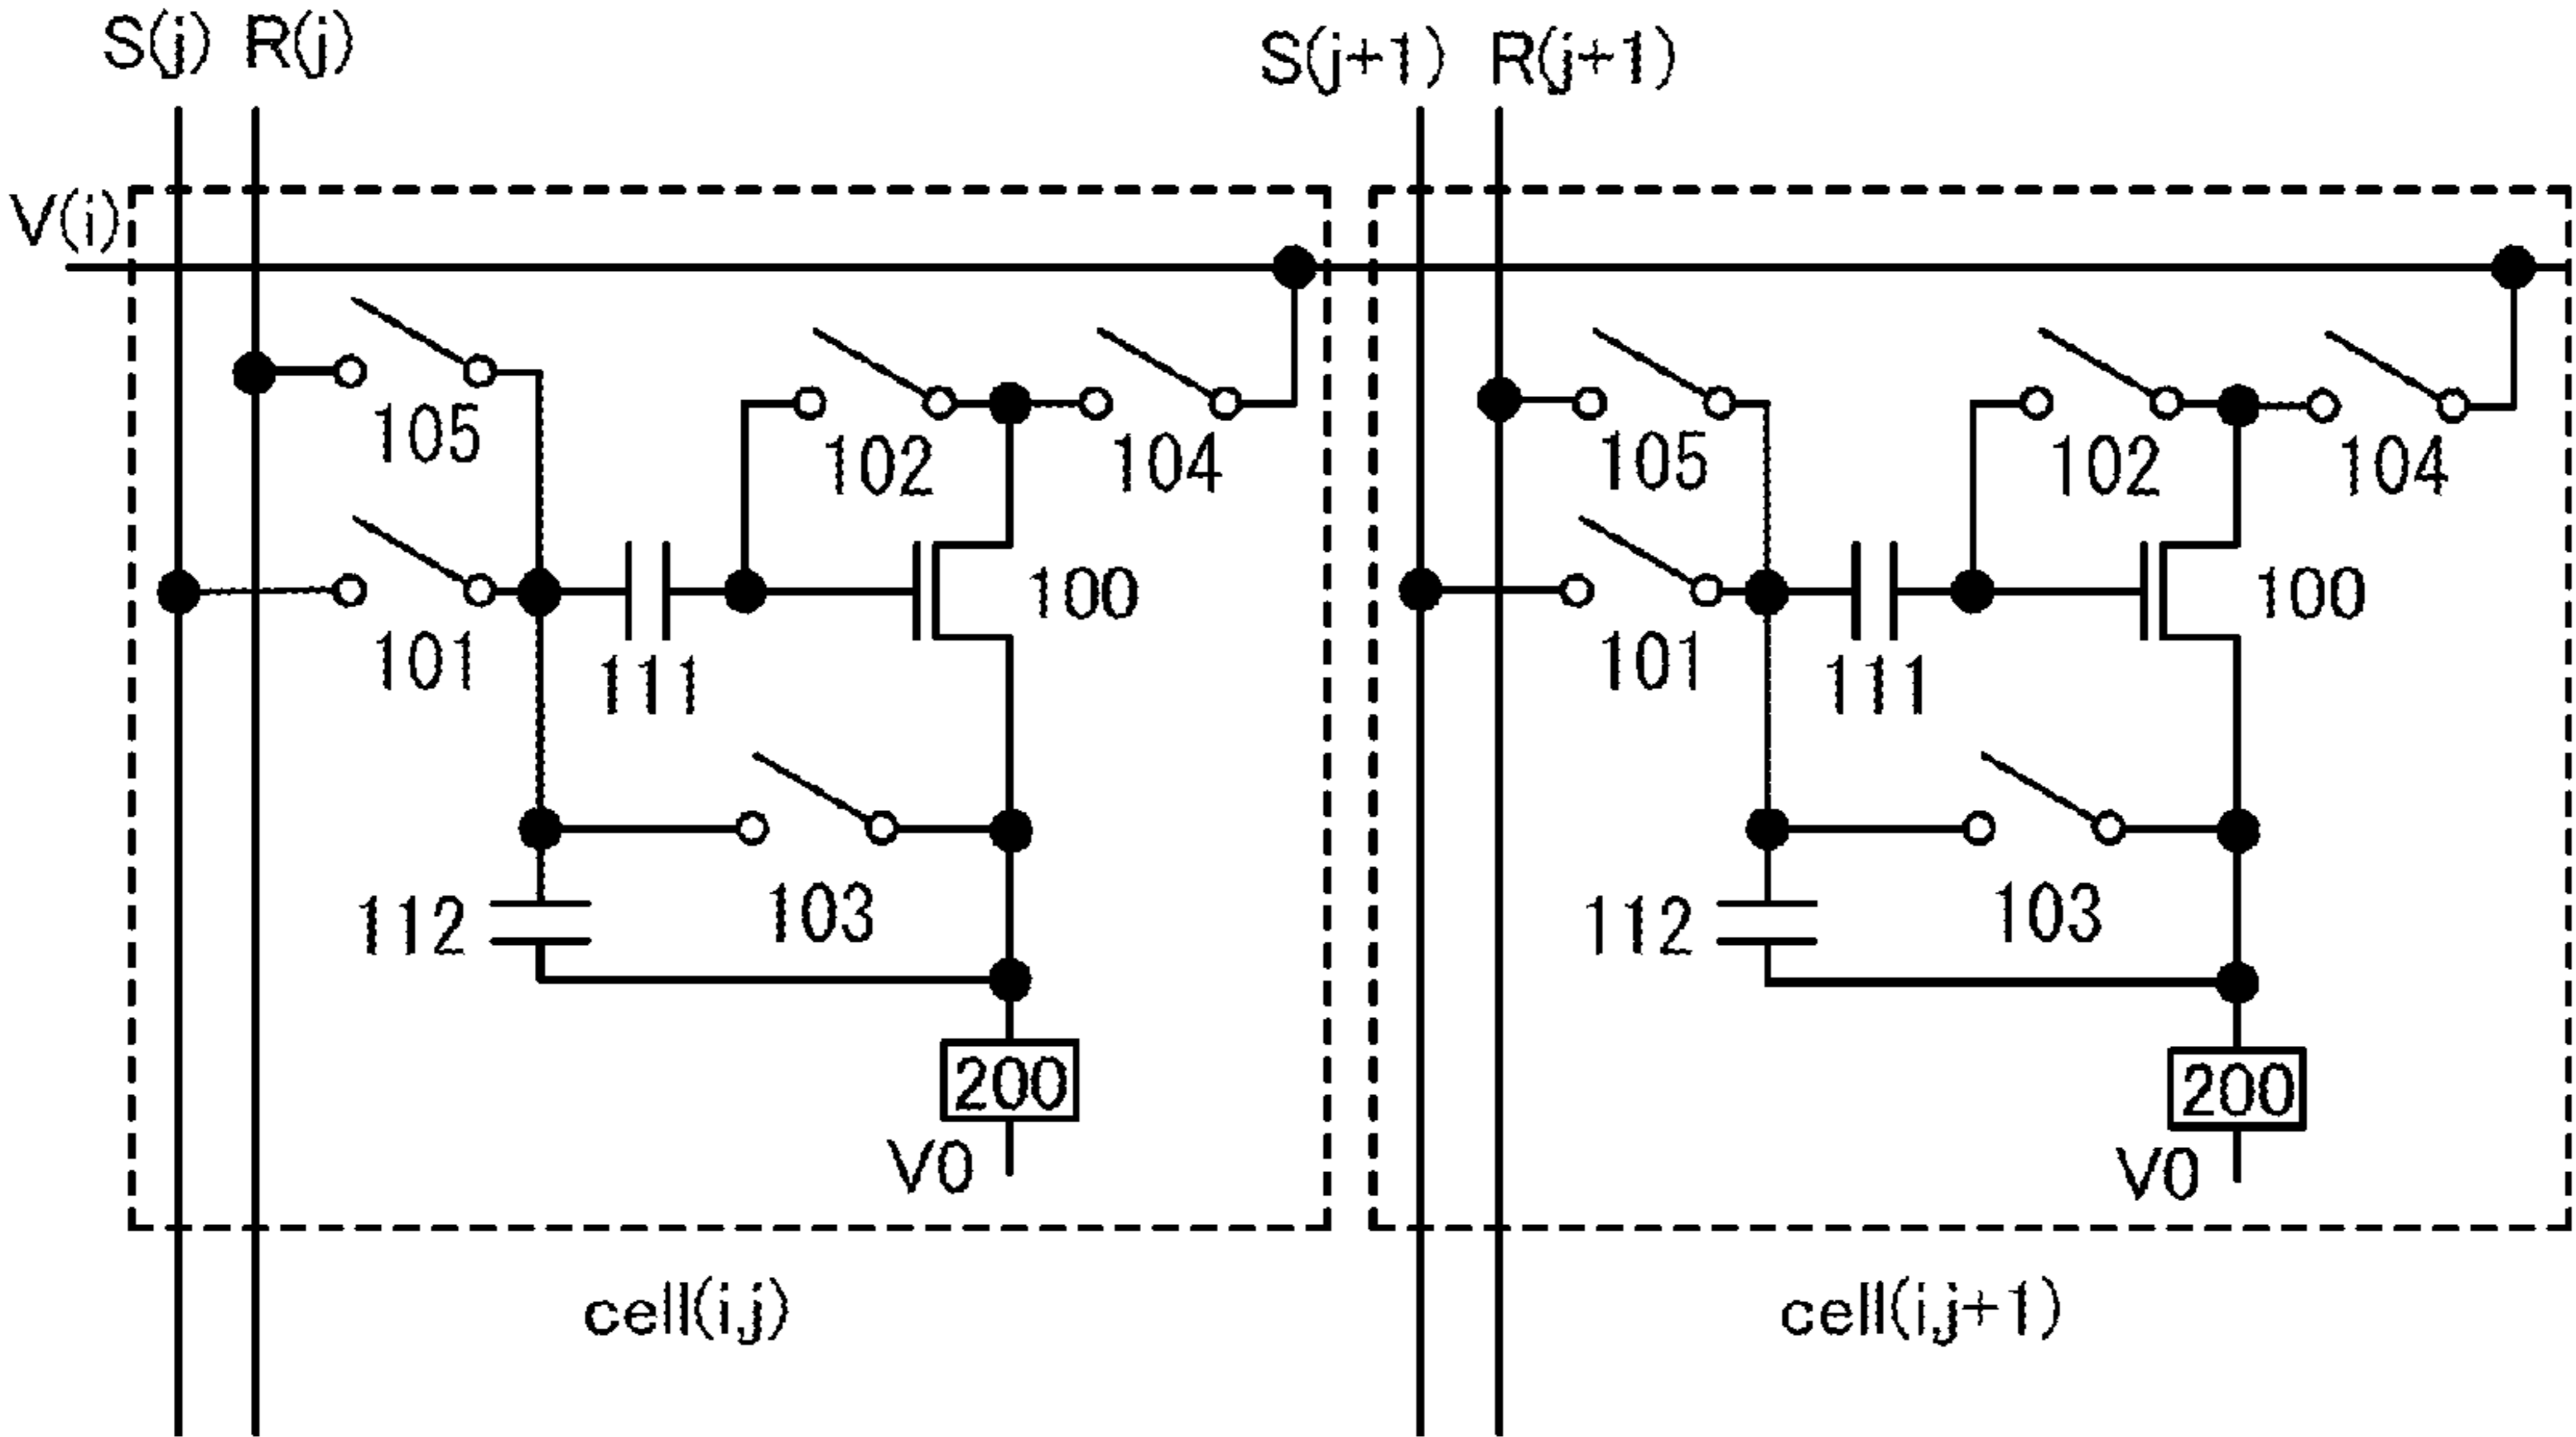 S(j) R(j) S(j+1) R(j+1)
V(i)
105 102 104 105 102 104
101 111 100 101 111 100
112 103 112 103
200 200
V0 V0
cell(i,j) cell(i,j+1)